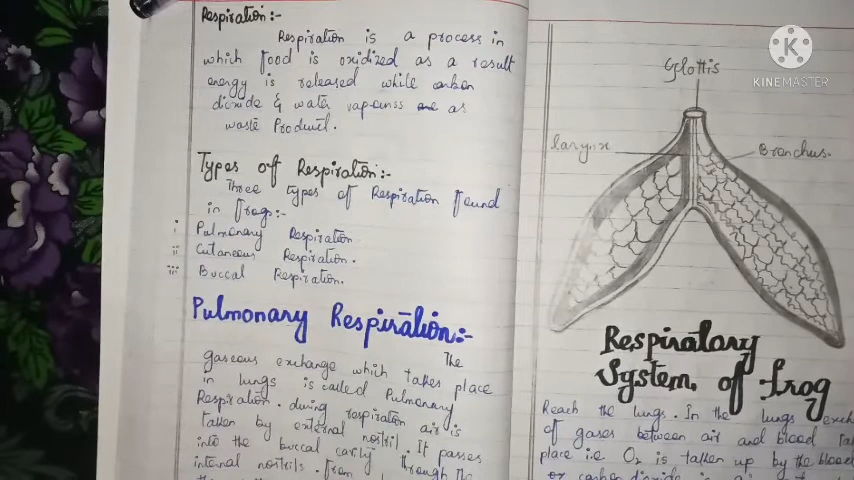 Respiration:-
Respiration is a process in
which food is oxidized as a result
energy is released while carbon
dioxide & water vapours as
waste Product.
Types of Respiration:-
Three types of Respiration found
in frogs:-
i Pulmonary Respiration
ii Cutaneous Respiration.
iii Buccal Respiration.
Pulmonary Respiration:-
The
gaseous exchange which takes place
in lungs is called Pulmonary
Respiration. during respiration air is
taken by external nostril. It passes
into the buccal cavity through the
internal nostrils. From
Glottis
larynx
Bronchus.
Respiratory
System of frog
Reach the lungs. In the lungs
of gases between air and blood
place i.e O2 is taken up by the blood
carbon dioxide is
K
KINEMASTER